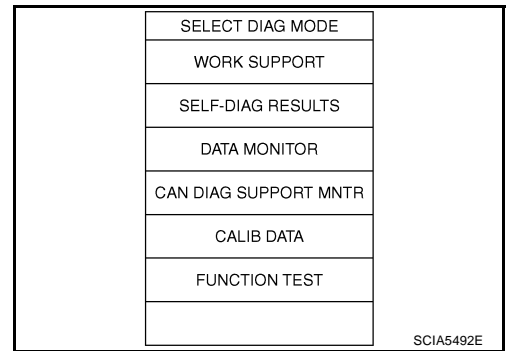 SELECT DIAG MODE
WORK SUPPORT
SELF-DIAG RESULTS
DATA MONITOR
CAN DIAG SUPPORT MNTR
CALIB DATA
FUNCTION TEST
SCIA5492E